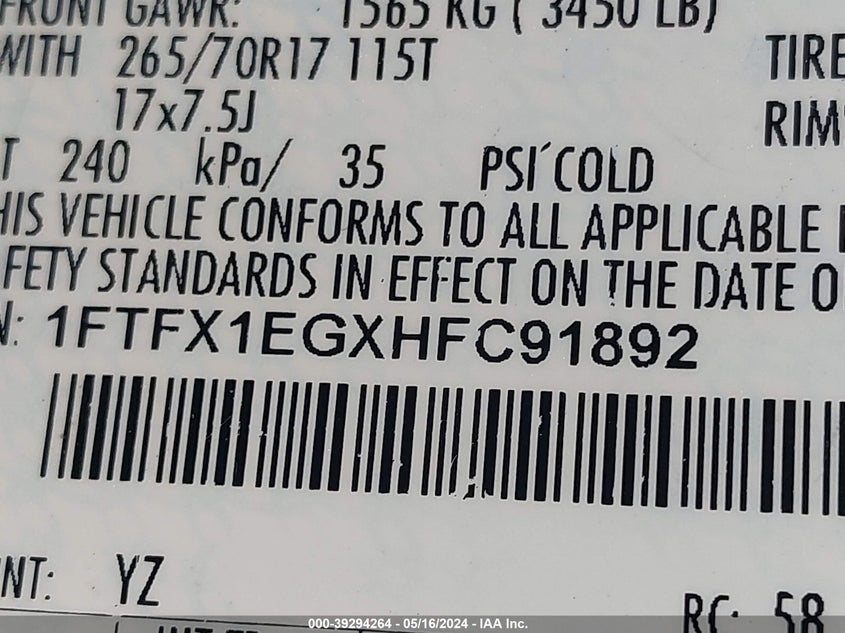 FRONT GAWR: 1565 KG ( 3450 LB)
WITH 265/70R17 115T TIRE
17x7.5J RIM
T 240 kPa/ 35 PSI COLD
HIS VEHICLE CONFORMS TO ALL APPLICABLE
FETY STANDARDS IN EFFECT ON THE DATE O
N: 1FTFX1EGXHFC91892
NT: YZ
RC: 58
000-39294264 - 05/16/2024 - IAA Inc.